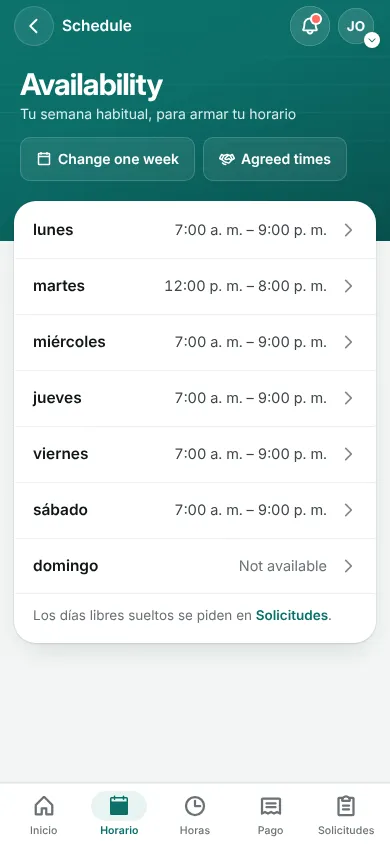 Schedule
JO
Availability
Tu semana habitual, para armar tu horario
Change one week
Agreed times
lunes 7:00 a. m. – 9:00 p. m.
martes 12:00 p. m. – 8:00 p. m.
miércoles 7:00 a. m. – 9:00 p. m.
jueves 7:00 a. m. – 9:00 p. m.
viernes 7:00 a. m. – 9:00 p. m.
sábado 7:00 a. m. – 9:00 p. m.
domingo Not available
Los días libres sueltos se piden en Solicitudes.
Inicio Horario Horas Pago Solicitudes